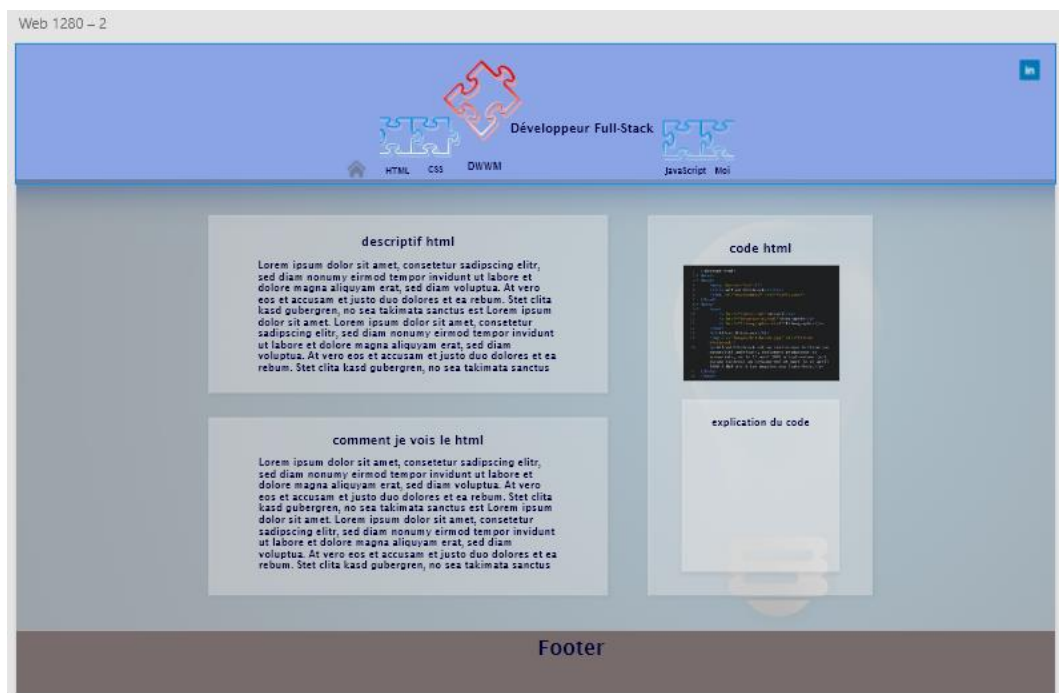 Web 1280 – 2
in
Développeur Full-Stack
HTML
CSS
DWWM
JavaScript
Moi
descriptif html
Lorem ipsum dolor sit amet, consetetur sadipscing elitr,
sed diam nonumy eirmod tempor invidunt ut labore et
dolore magna aliquyam erat, sed diam voluptua. At vero
eos et accusam et justo duo dolores et ea rebum. Stet clita
kasd gubergren, no sea takimata sanctus est Lorem ipsum
dolor sit amet. Lorem ipsum dolor sit amet, consetetur
sadipscing elitr, sed diam nonumy eirmod tempor invidunt
ut labore et dolore magna aliquyam erat, sed diam
voluptua. At vero eos et accusam et justo duo dolores et ea
rebum. Stet clita kasd gubergren, no sea takimata sanctus
comment je vois le html
Lorem ipsum dolor sit amet, consetetur sadipscing elitr,
sed diam nonumy eirmod tempor invidunt ut labore et
dolore magna aliquyam erat, sed diam voluptua. At vero
eos et accusam et justo duo dolores et ea rebum. Stet clita
kasd gubergren, no sea takimata sanctus est Lorem ipsum
dolor sit amet. Lorem ipsum dolor sit amet, consetetur
sadipscing elitr, sed diam nonumy eirmod tempor invidunt
ut labore et dolore magna aliquyam erat, sed diam
voluptua. At vero eos et accusam et justo duo dolores et ea
rebum. Stet clita kasd gubergren, no sea takimata sanctus
code html
explication du code
Footer